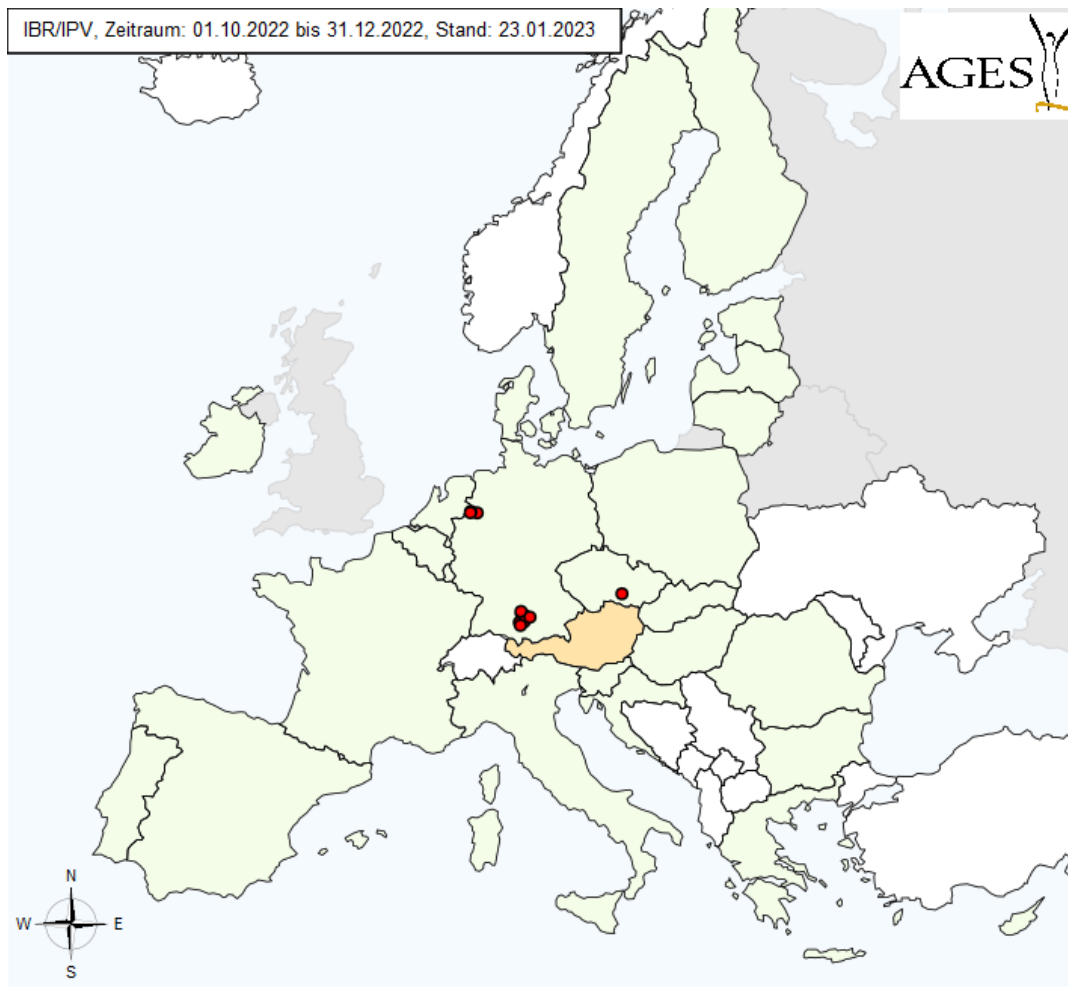 IBR/IPV, Zeitraum: 01.10.2022 bis 31.12.2022, Stand: 23.01.2023
AGES
N
W E
S